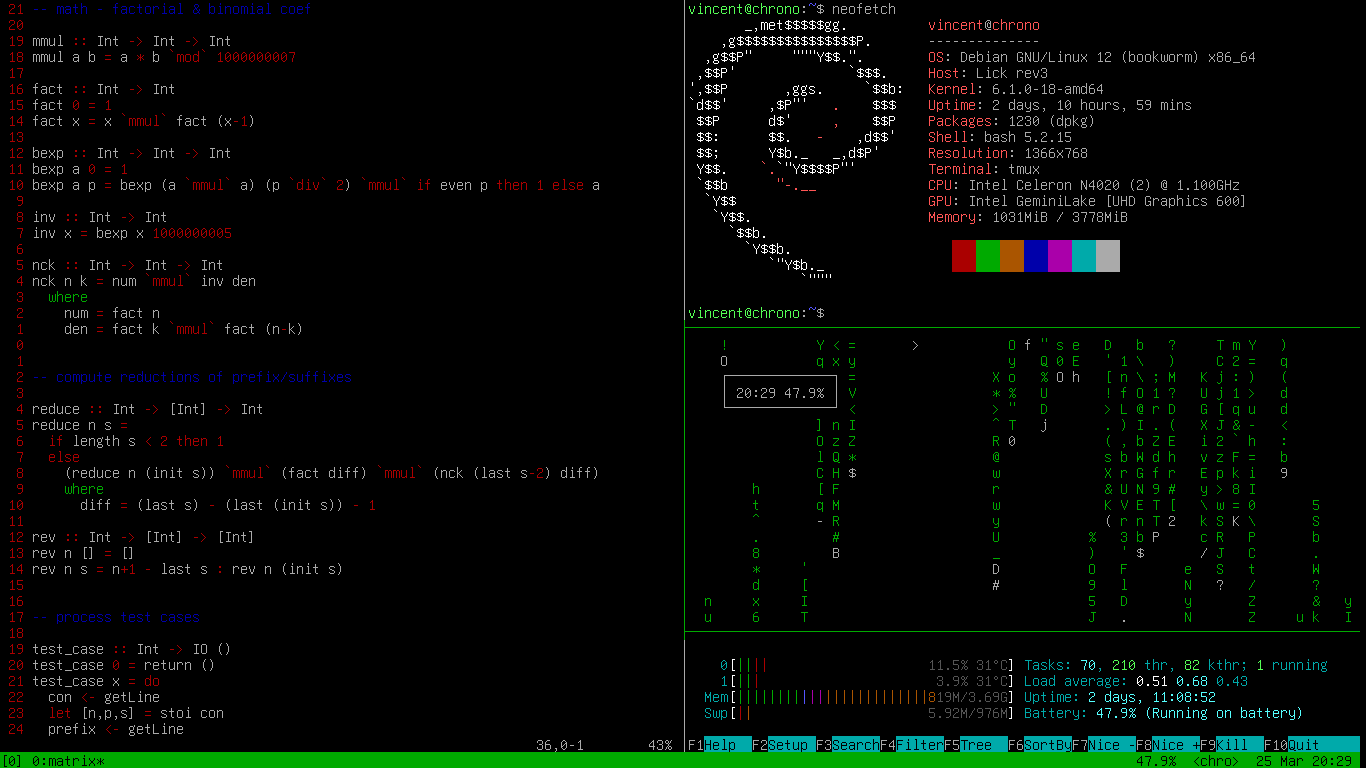 21 -- math - factorial & binomial coef
20
19 mmul :: Int -> Int -> Int
18 mmul a b = a * b `mod` 1000000007
17
16 fact :: Int -> Int
15 fact 0 = 1
14 fact x = x `mmul` fact (x-1)
13
12 bexp :: Int -> Int -> Int
11 bexp a 0 = 1
10 bexp a p = bexp (a `mmul` a) (p `div` 2) `mmul` if even p then 1 else a
9
8 inv :: Int -> Int
7 inv x = bexp x 1000000005
6
5 nck :: Int -> Int -> Int
4 nck n k = num `mmul` inv den
3   where
2     num = fact n
1     den = fact k `mmul` fact (n-k)
0
1
2 -- compute reductions of prefix/suffixes
3
4 reduce :: Int -> [Int] -> Int
5 reduce n s =
6   if length s < 2 then 1
7   else
8     (reduce n (init s)) `mmul` (fact diff) `mmul` (nck (last s-2) diff)
9     where
10       diff = (last s) - (last (init s)) - 1
11
12 rev :: Int -> [Int] -> [Int]
13 rev n [] = []
14 rev n s = n+1 - last s : rev n (init s)
15
16
17 -- process test cases
18
19 test_case :: Int -> IO ()
20 test_case 0 = return ()
21 test_case x = do
22   con <- getLine
23   let [n,p,s] = stoi con
24   prefix <- getLine
36,0-1 43%
vincent@chrono:~$ neofetch
vincent@chrono
--------------
OS: Debian GNU/Linux 12 (bookworm) x86_64
Host: Lick rev3
Kernel: 6.1.0-18-amd64
Uptime: 2 days, 10 hours, 59 mins
Packages: 1230 (dpkg)
Shell: bash 5.2.15
Resolution: 1366x768
Terminal: tmux
CPU: Intel Celeron N4020 (2) @ 1.100GHz
GPU: Intel GeminiLake [UHD Graphics 600]
Memory: 1031MiB / 3778MiB
vincent@chrono:~$
20:29 47.9%
0[|||| 11.5% 31°C] Tasks: 70, 210 thr, 82 kthr; 1 running
1[||| 3.9% 31°C] Load average: 0.51 0.68 0.43
Mem[||||||||||||||||||||||||819M/3.69G] Uptime: 2 days, 11:08:52
Swp[|| 5.92M/976M] Battery: 47.9% (Running on battery)
F1Help F2Setup F3Search F4Filter F5Tree F6SortBy F7Nice - F8Nice + F9Kill F10Quit
[0] 0:matrix* 47.9% <chro> 25 Mar 20:29